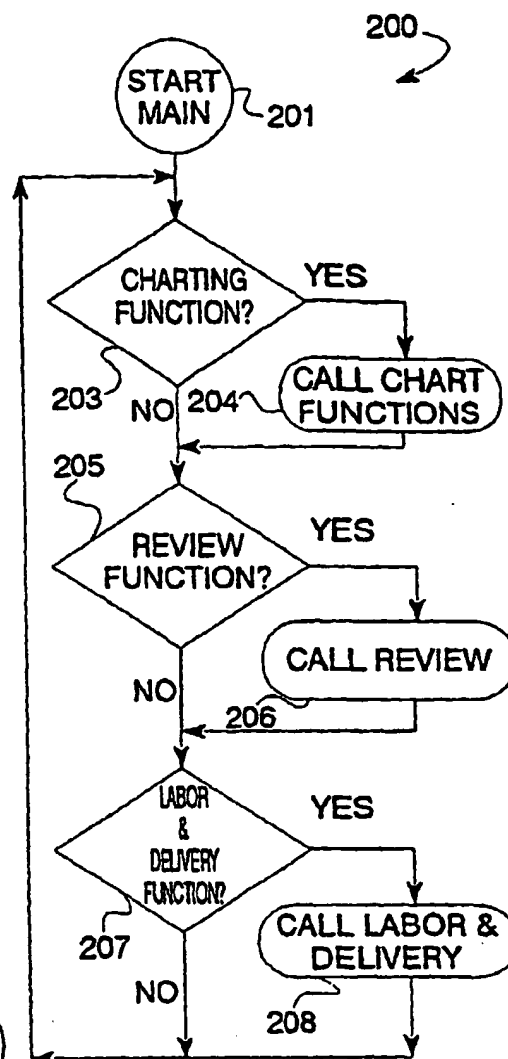 200
START
MAIN
201
CHARTING
FUNCTION?
YES
203
NO
204
CALL CHART
FUNCTIONS
205
REVIEW
FUNCTION?
YES
CALL REVIEW
NO
206
LABOR
&
DELIVERY
FUNCTION?
YES
207
CALL LABOR &
DELIVERY
NO
208